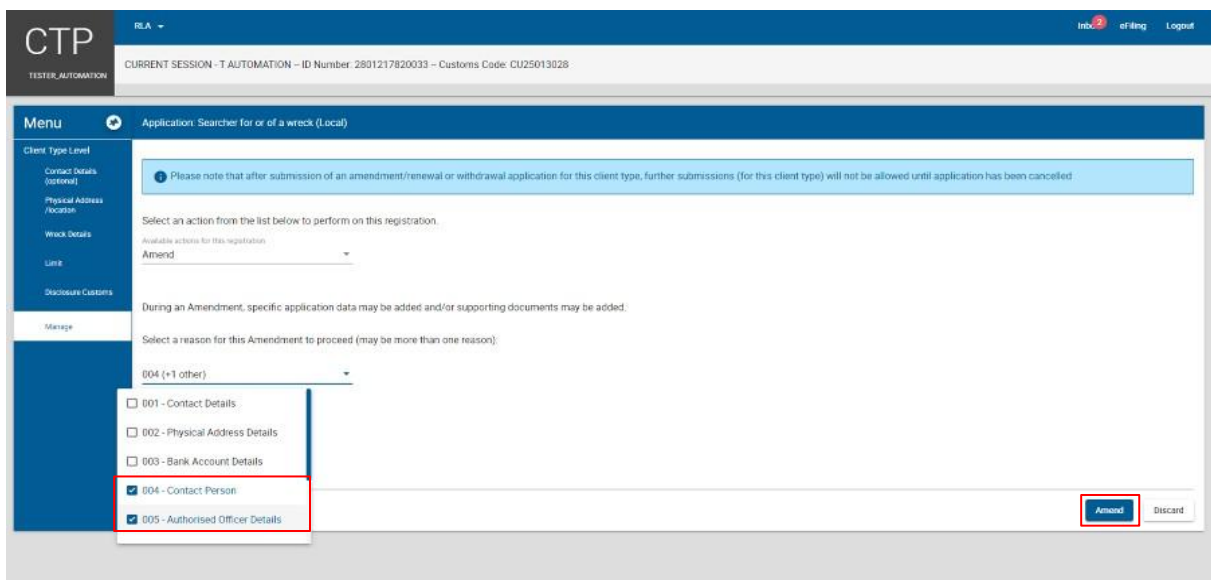 CTP
TESTER_AUTOMATION
RLA
Inbox 2 eFiling Logout
CURRENT SESSION - T AUTOMATION – ID Number: 2801217820033 – Customs Code: CU25013028
Menu
Application: Searcher for or of a wreck (Local)
Client Type Level
Contact Details
(optional)
Physical Address
/location
Wreck Details
Limit
Disclosure Customs
Manage
Please note that after submission of an amendment/renewal or withdrawal application for this client type, further submissions (for this client type) will not be allowed until application has been cancelled
Select an action from the list below to perform on this registration.
Available actions for this registration
Amend
During an Amendment, specific application data may be added and/or supporting documents may be added.
Select a reason for this Amendment to proceed (may be more than one reason):
004 (+1 other)
001 - Contact Details
002 - Physical Address Details
003 - Bank Account Details
004 - Contact Person
005 - Authorised Officer Details
Amend Discard